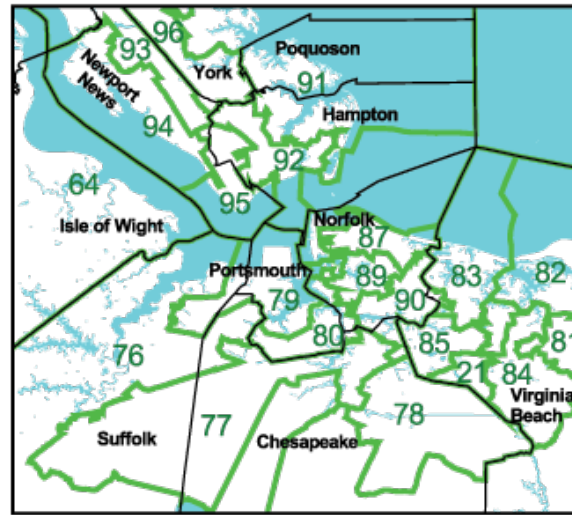 96
93
Poquoson
York
91
Newport
News
Hampton
94
92
64
95
Isle of Wight
Norfolk
87
Portsmouth
89
83
82
79
90
80
85
81
76
21
84
Virginia
Beach
77
78
Suffolk
Chesapeake